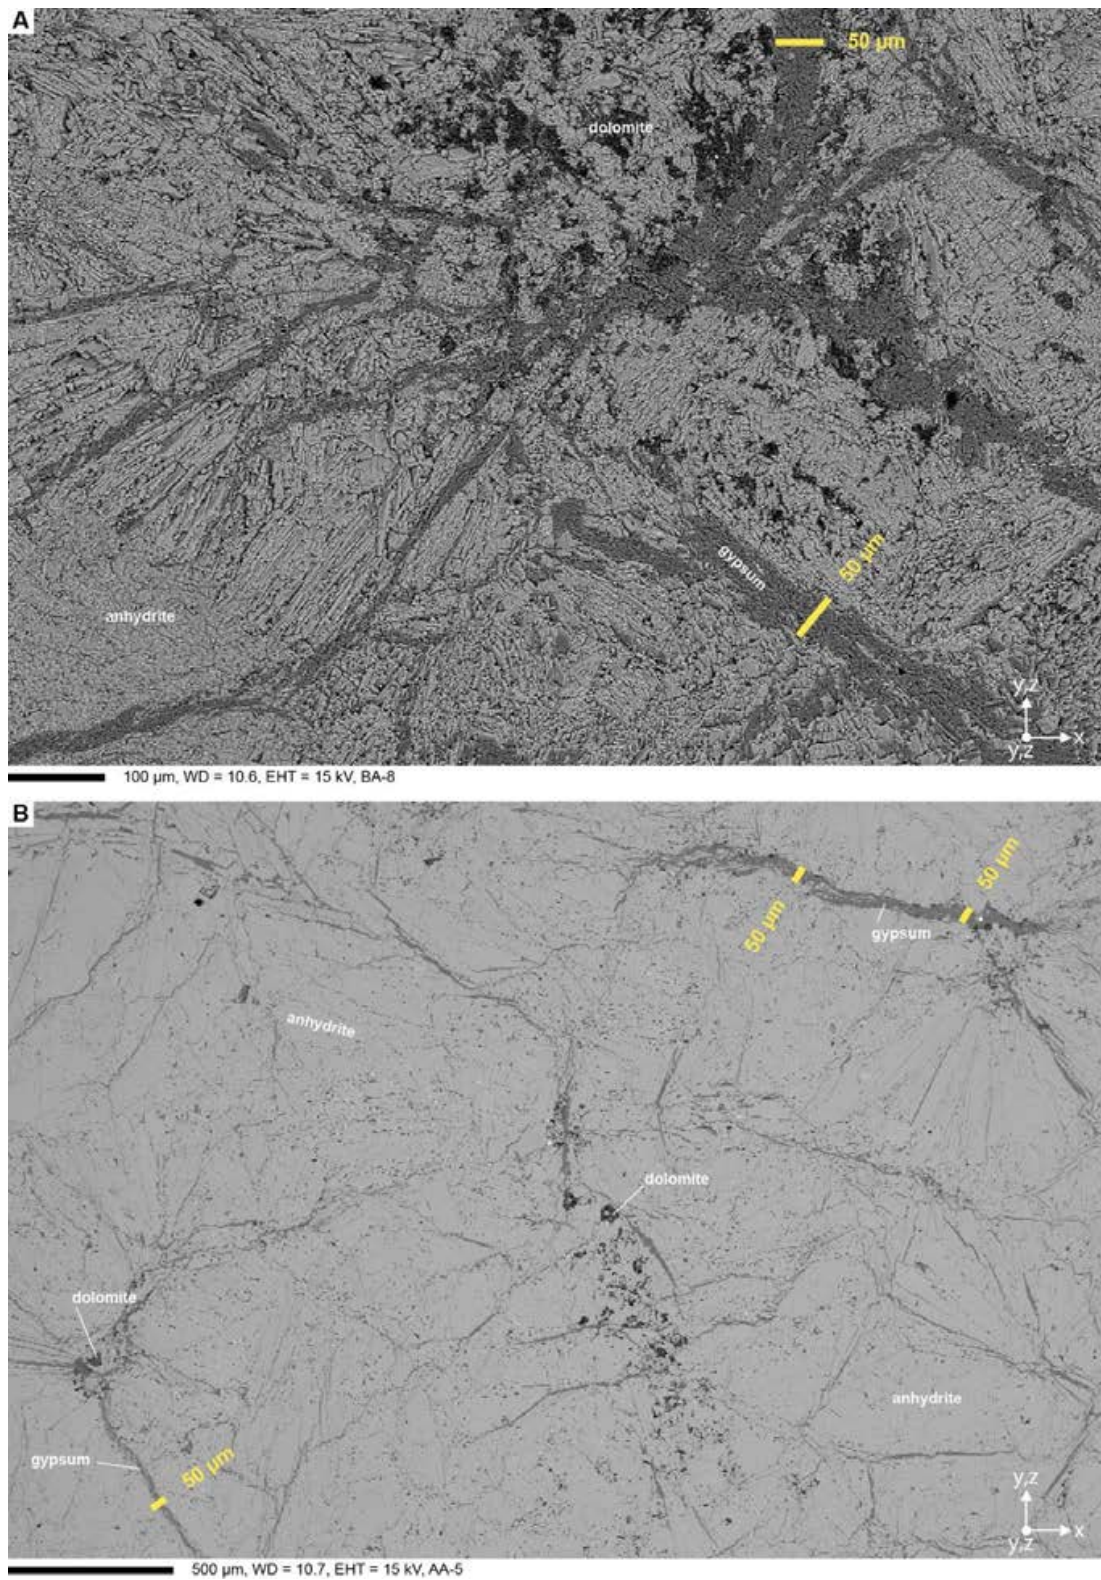 A
50 µm
dolomite
gypsum
50 µm
anhydrite
y,z
y,z
x
100 µm, WD = 10.6, EHT = 15 kV, BA-8
B
50 µm
50 µm
gypsum
anhydrite
dolomite
dolomite
anhydrite
gypsum
50 µm
y,z
y,z
x
500 µm, WD = 10.7, EHT = 15 kV, AA-5